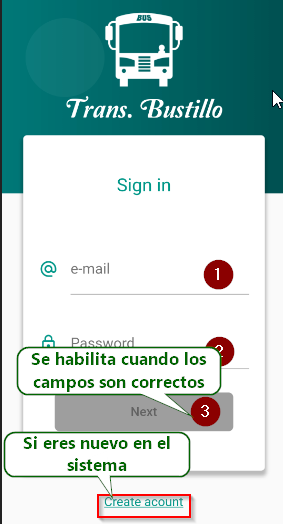 BUS
Trans. Bustillo
Sign in
e-mail
1
Password
2
Se habilita cuando los
campos son correctos
Next
3
Si eres nuevo en el
sistema
Create acount